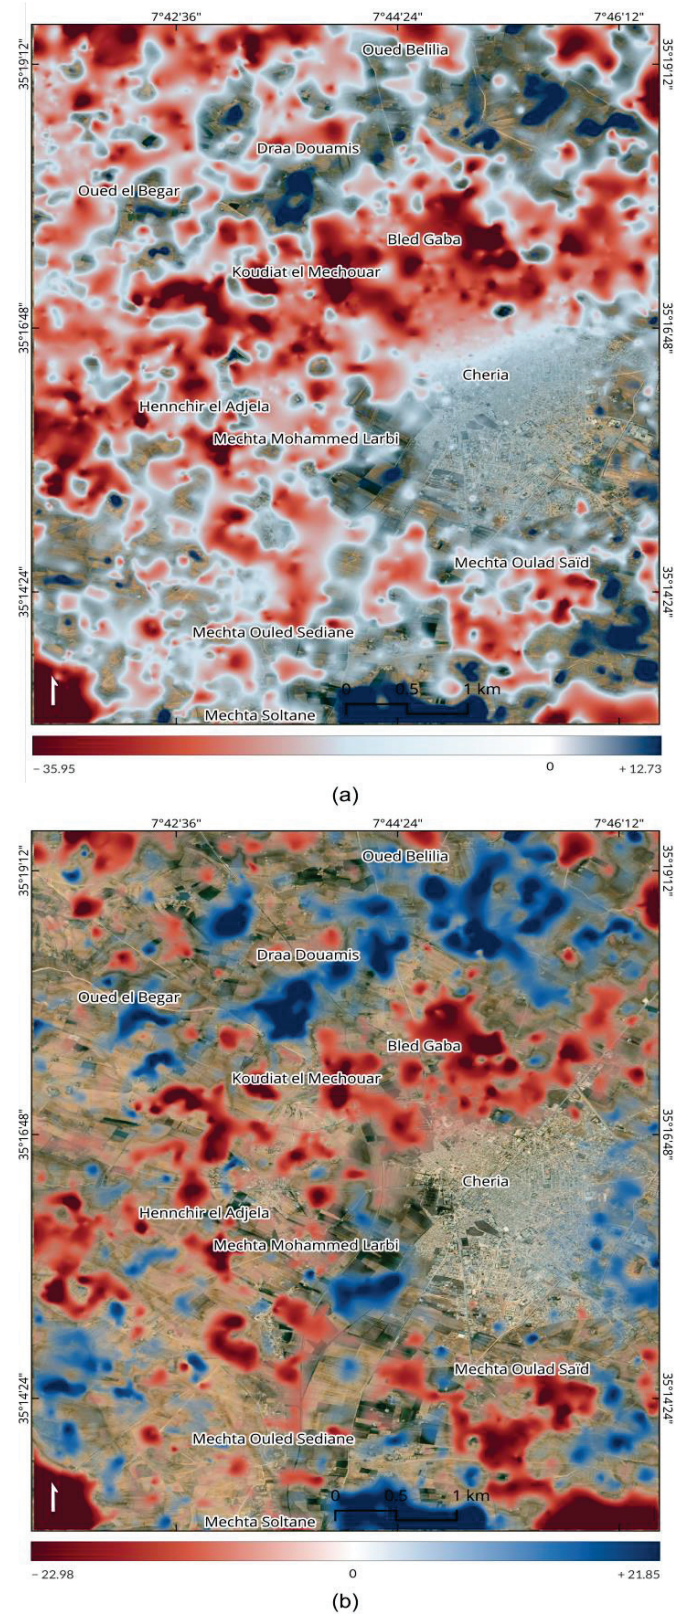 7°42'36"
7°44'24"
7°46'12"
35°19'12"
35°19'12"
Oued Belilia
Draa Douamis
Oued el Begar
Bled Gaba
Koudiat el Mechouar
35°16'48"
35°16'48"
Cheria
Hennchir el Adjela
Mechta Mohammed Larbi
Mechta Oulad Saïd
35°14'24"
35°14'24"
Mechta Ouled Sediane
0 0.5 1 km
Mechta Soltane
− 35.95
0
+ 12.73
(a)
7°42'36"
7°44'24"
7°46'12"
35°19'12"
35°19'12"
Oued Belilia
Draa Douamis
Oued el Begar
Bled Gaba
Koudiat el Mechouar
35°16'48"
35°16'48"
Cheria
Hennchir el Adjela
Mechta Mohammed Larbi
Mechta Oulad Saïd
35°14'24"
35°14'24"
Mechta Ouled Sediane
0 0.5 1 km
Mechta Soltane
− 22.98
0
+ 21.85
(b)